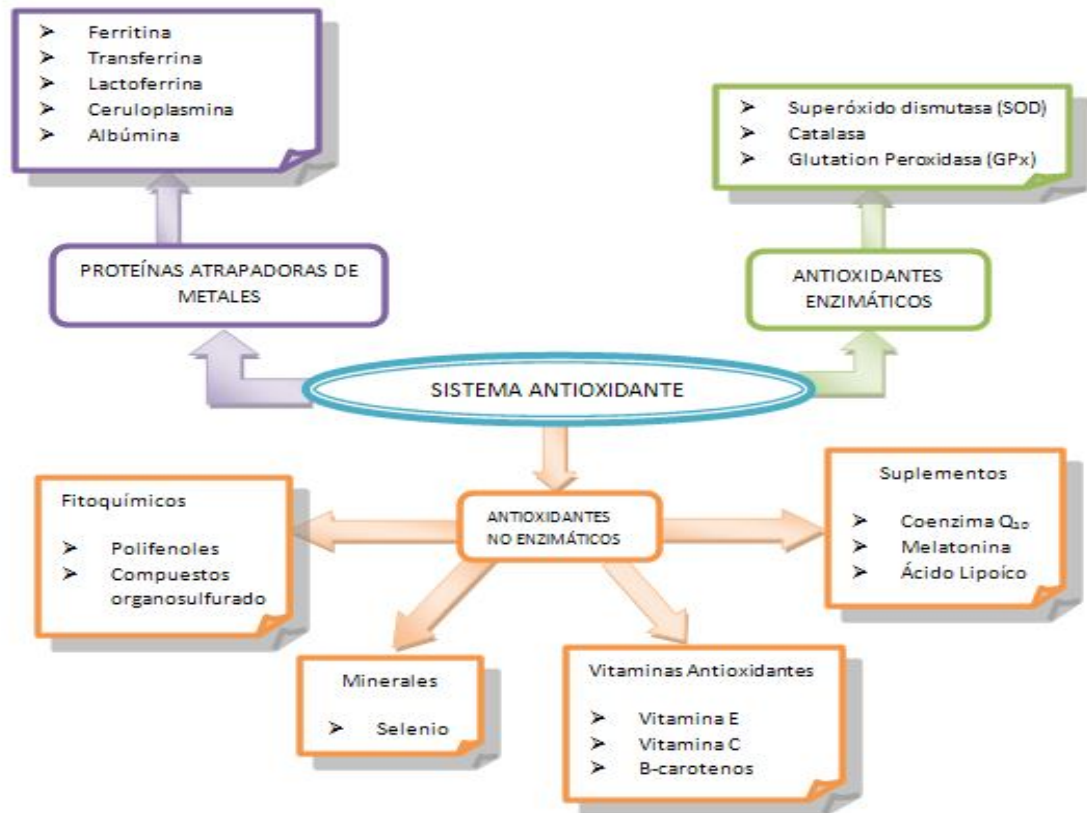 ➢ Ferritina
➢ Transferrina
➢ Lactoferrina
➢ Ceruloplasmina
➢ Albúmina
➢ Superóxido dismutasa (SOD)
➢ Catalasa
➢ Glutation Peroxidasa (GPx)
PROTEÍNAS ATRAPADORAS DE
METALES
ANTIOXIDANTES
ENZIMÁTICOS
SISTEMA ANTIOXIDANTE
ANTIOXIDANTES
NO ENZIMÁTICOS
Fitoquímicos
➢ Polifenoles
➢ Compuestos
organosulfurado
Suplementos
➢ Coenzima Q₁₀
➢ Melatonina
➢ Ácido Lipoíco
Minerales
➢ Selenio
Vitaminas Antioxidantes
➢ Vitamina E
➢ Vitamina C
➢ B-carotenos